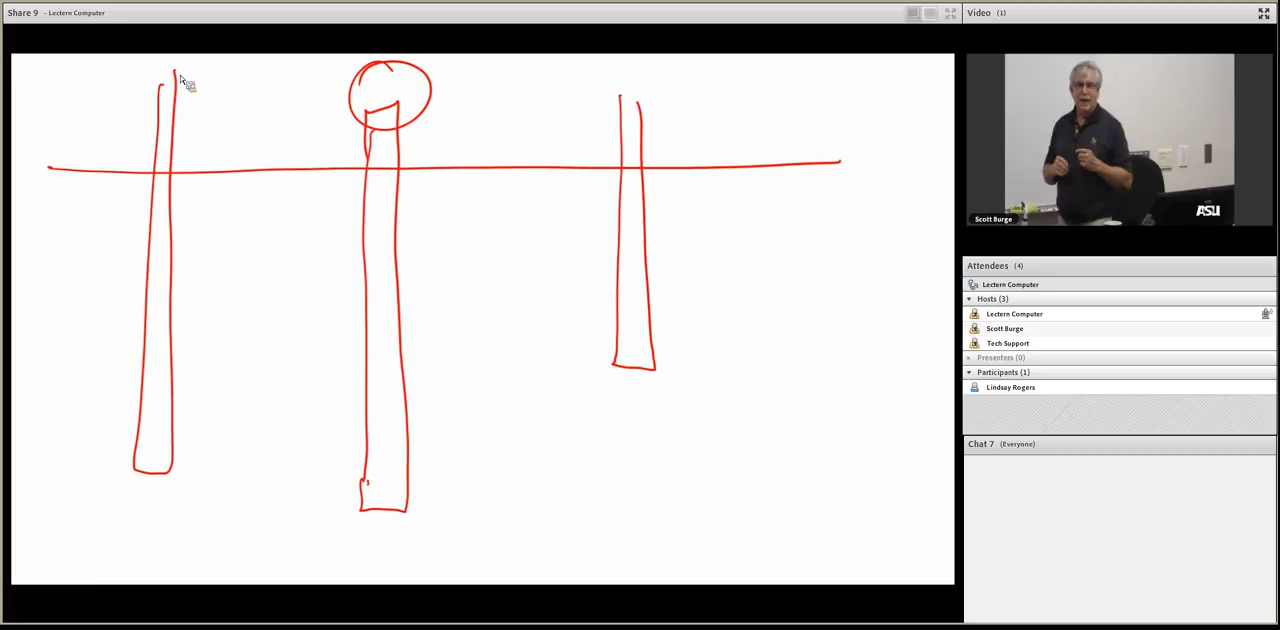 Share 9 - Lectern Computer
Video (1)
ASU
Scott Burge
Attendees (4)
Lectern Computer
Hosts (3)
Lectern Computer
Scott Burge
Tech Support
Presenters (0)
Participants (1)
Lindsay Rogers
Chat 7 (Everyone)